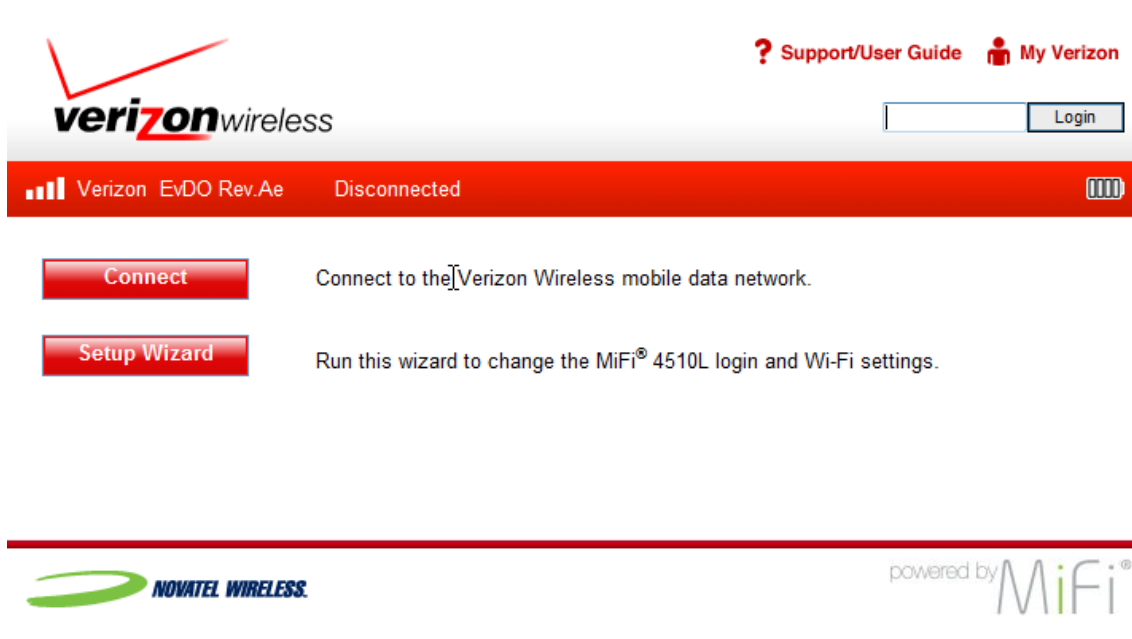 ? Support/User Guide My Verizon
verizonwireless
Login
Verizon EvDO Rev.Ae Disconnected
Connect Connect to the Verizon Wireless mobile data network.
Setup Wizard Run this wizard to change the MiFi® 4510L login and Wi-Fi settings.
NOVATEL WIRELESS. powered by MiFi®